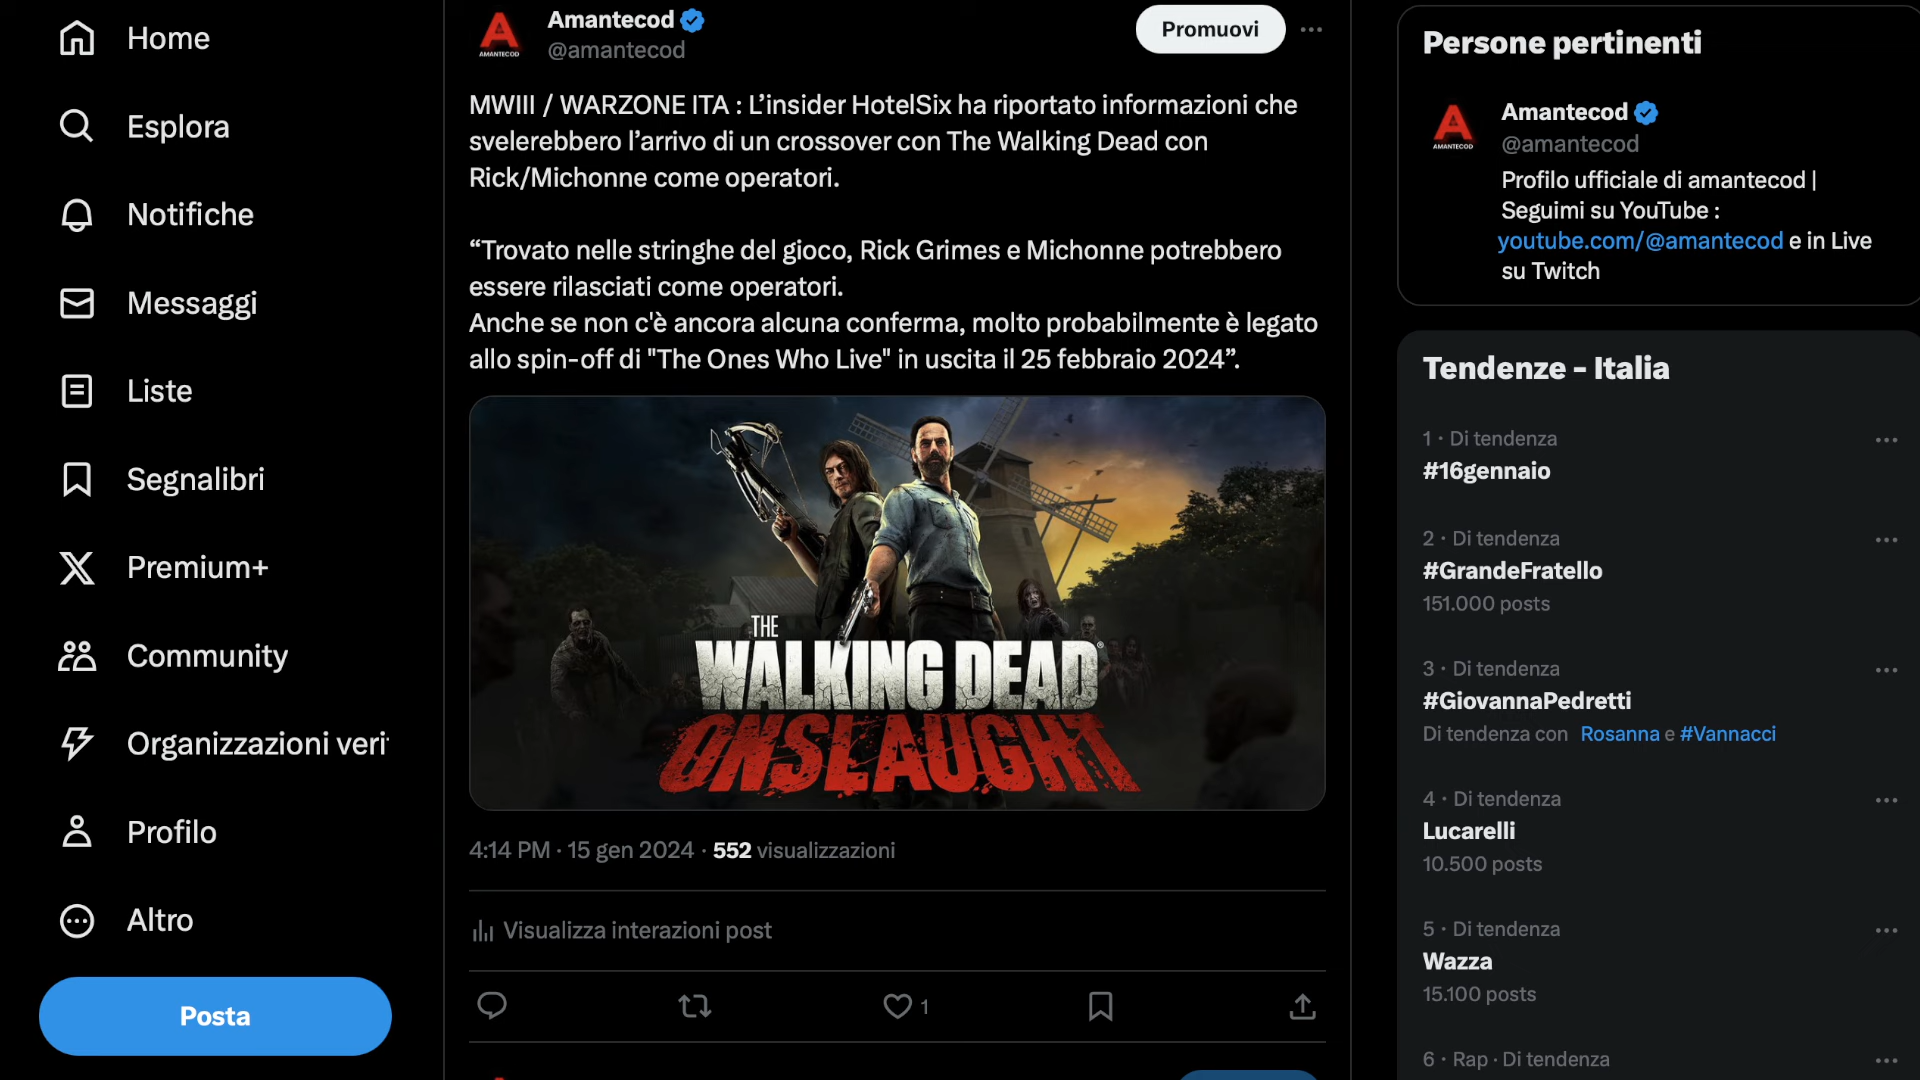 Home
Esplora
Notifiche
Messaggi
Liste
Segnalibri
Premium+
Community
Organizzazioni veri
Profilo
Altro
Posta
AMANTECOD
Amantecod
@amantecod
Promuovi
MWIII / WARZONE ITA : L’insider HotelSix ha riportato informazioni che
svelerebbero l’arrivo di un crossover con The Walking Dead con
Rick/Michonne come operatori.
“Trovato nelle stringhe del gioco, Rick Grimes e Michonne potrebbero
essere rilasciati come operatori.
Anche se non c'è ancora alcuna conferma, molto probabilmente è legato
allo spin-off di "The Ones Who Live" in uscita il 25 febbraio 2024”.
THE
WALKING DEAD®
ONSLAUGHT
4:14 PM · 15 gen 2024 · 552 visualizzazioni
Visualizza interazioni post
1
Persone pertinenti
AMANTECOD
Amantecod
@amantecod
Profilo ufficiale di amantecod |
Seguimi su YouTube :
youtube.com/@amantecod e in Live
su Twitch
Tendenze - Italia
1 · Di tendenza
#16gennaio
2 · Di tendenza
#GrandeFratello
151.000 posts
3 · Di tendenza
#GiovannaPedretti
Di tendenza con Rosanna e #Vannacci
4 · Di tendenza
Lucarelli
10.500 posts
5 · Di tendenza
Wazza
15.100 posts
6 · Rap · Di tendenza